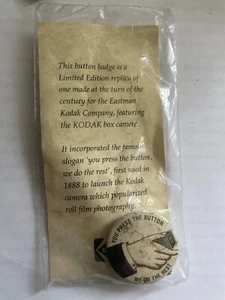 This button badge is a
Limited Edition replica of
one made at the turn of the
century for the Eastman
Kodak Company, featuring
the KODAK box camera.
It incorporated the famous
slogan 'you press the button,
we do the rest', first used in
1888 to launch the Kodak
camera which popularized
roll film photography.
YOU PRESS THE BUTTON
WE DO THE REST